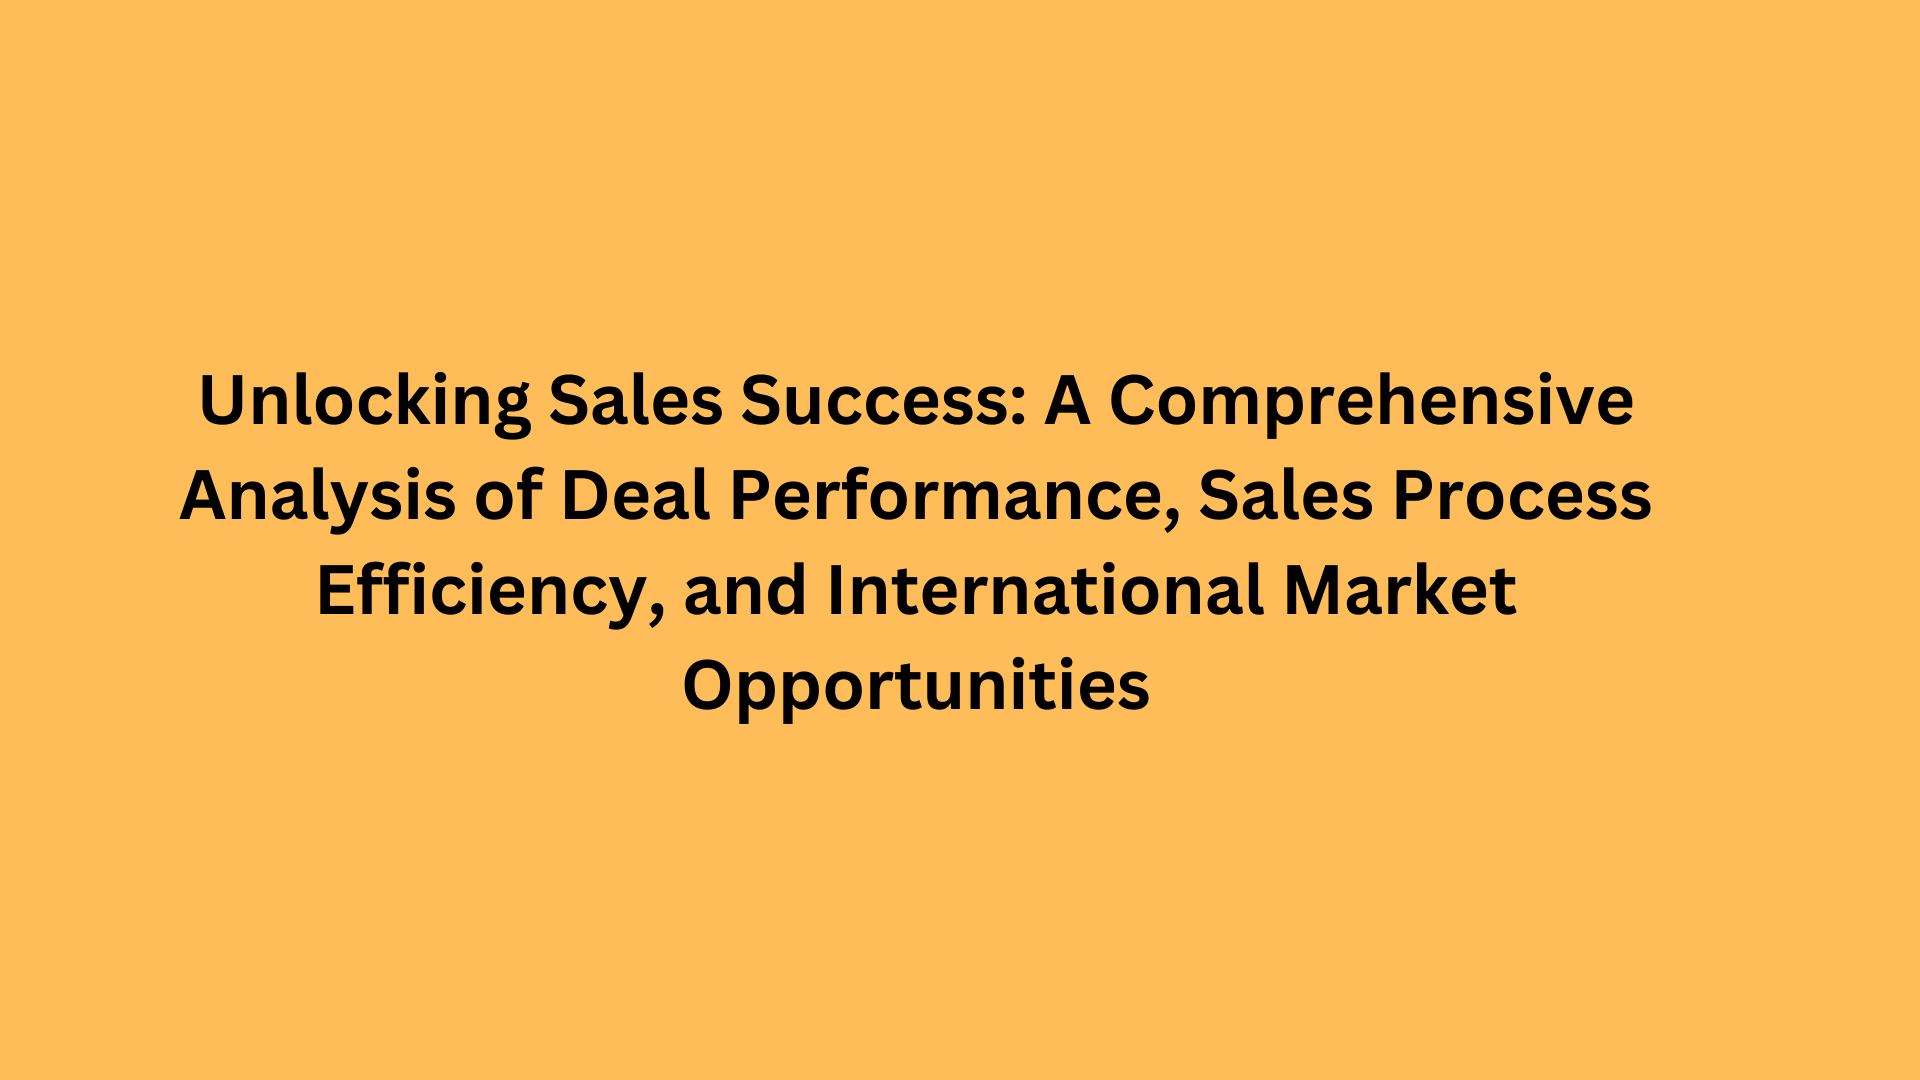 Unlocking Sales Success: A Comprehensive
Analysis of Deal Performance, Sales Process
Efficiency, and International Market
Opportunities